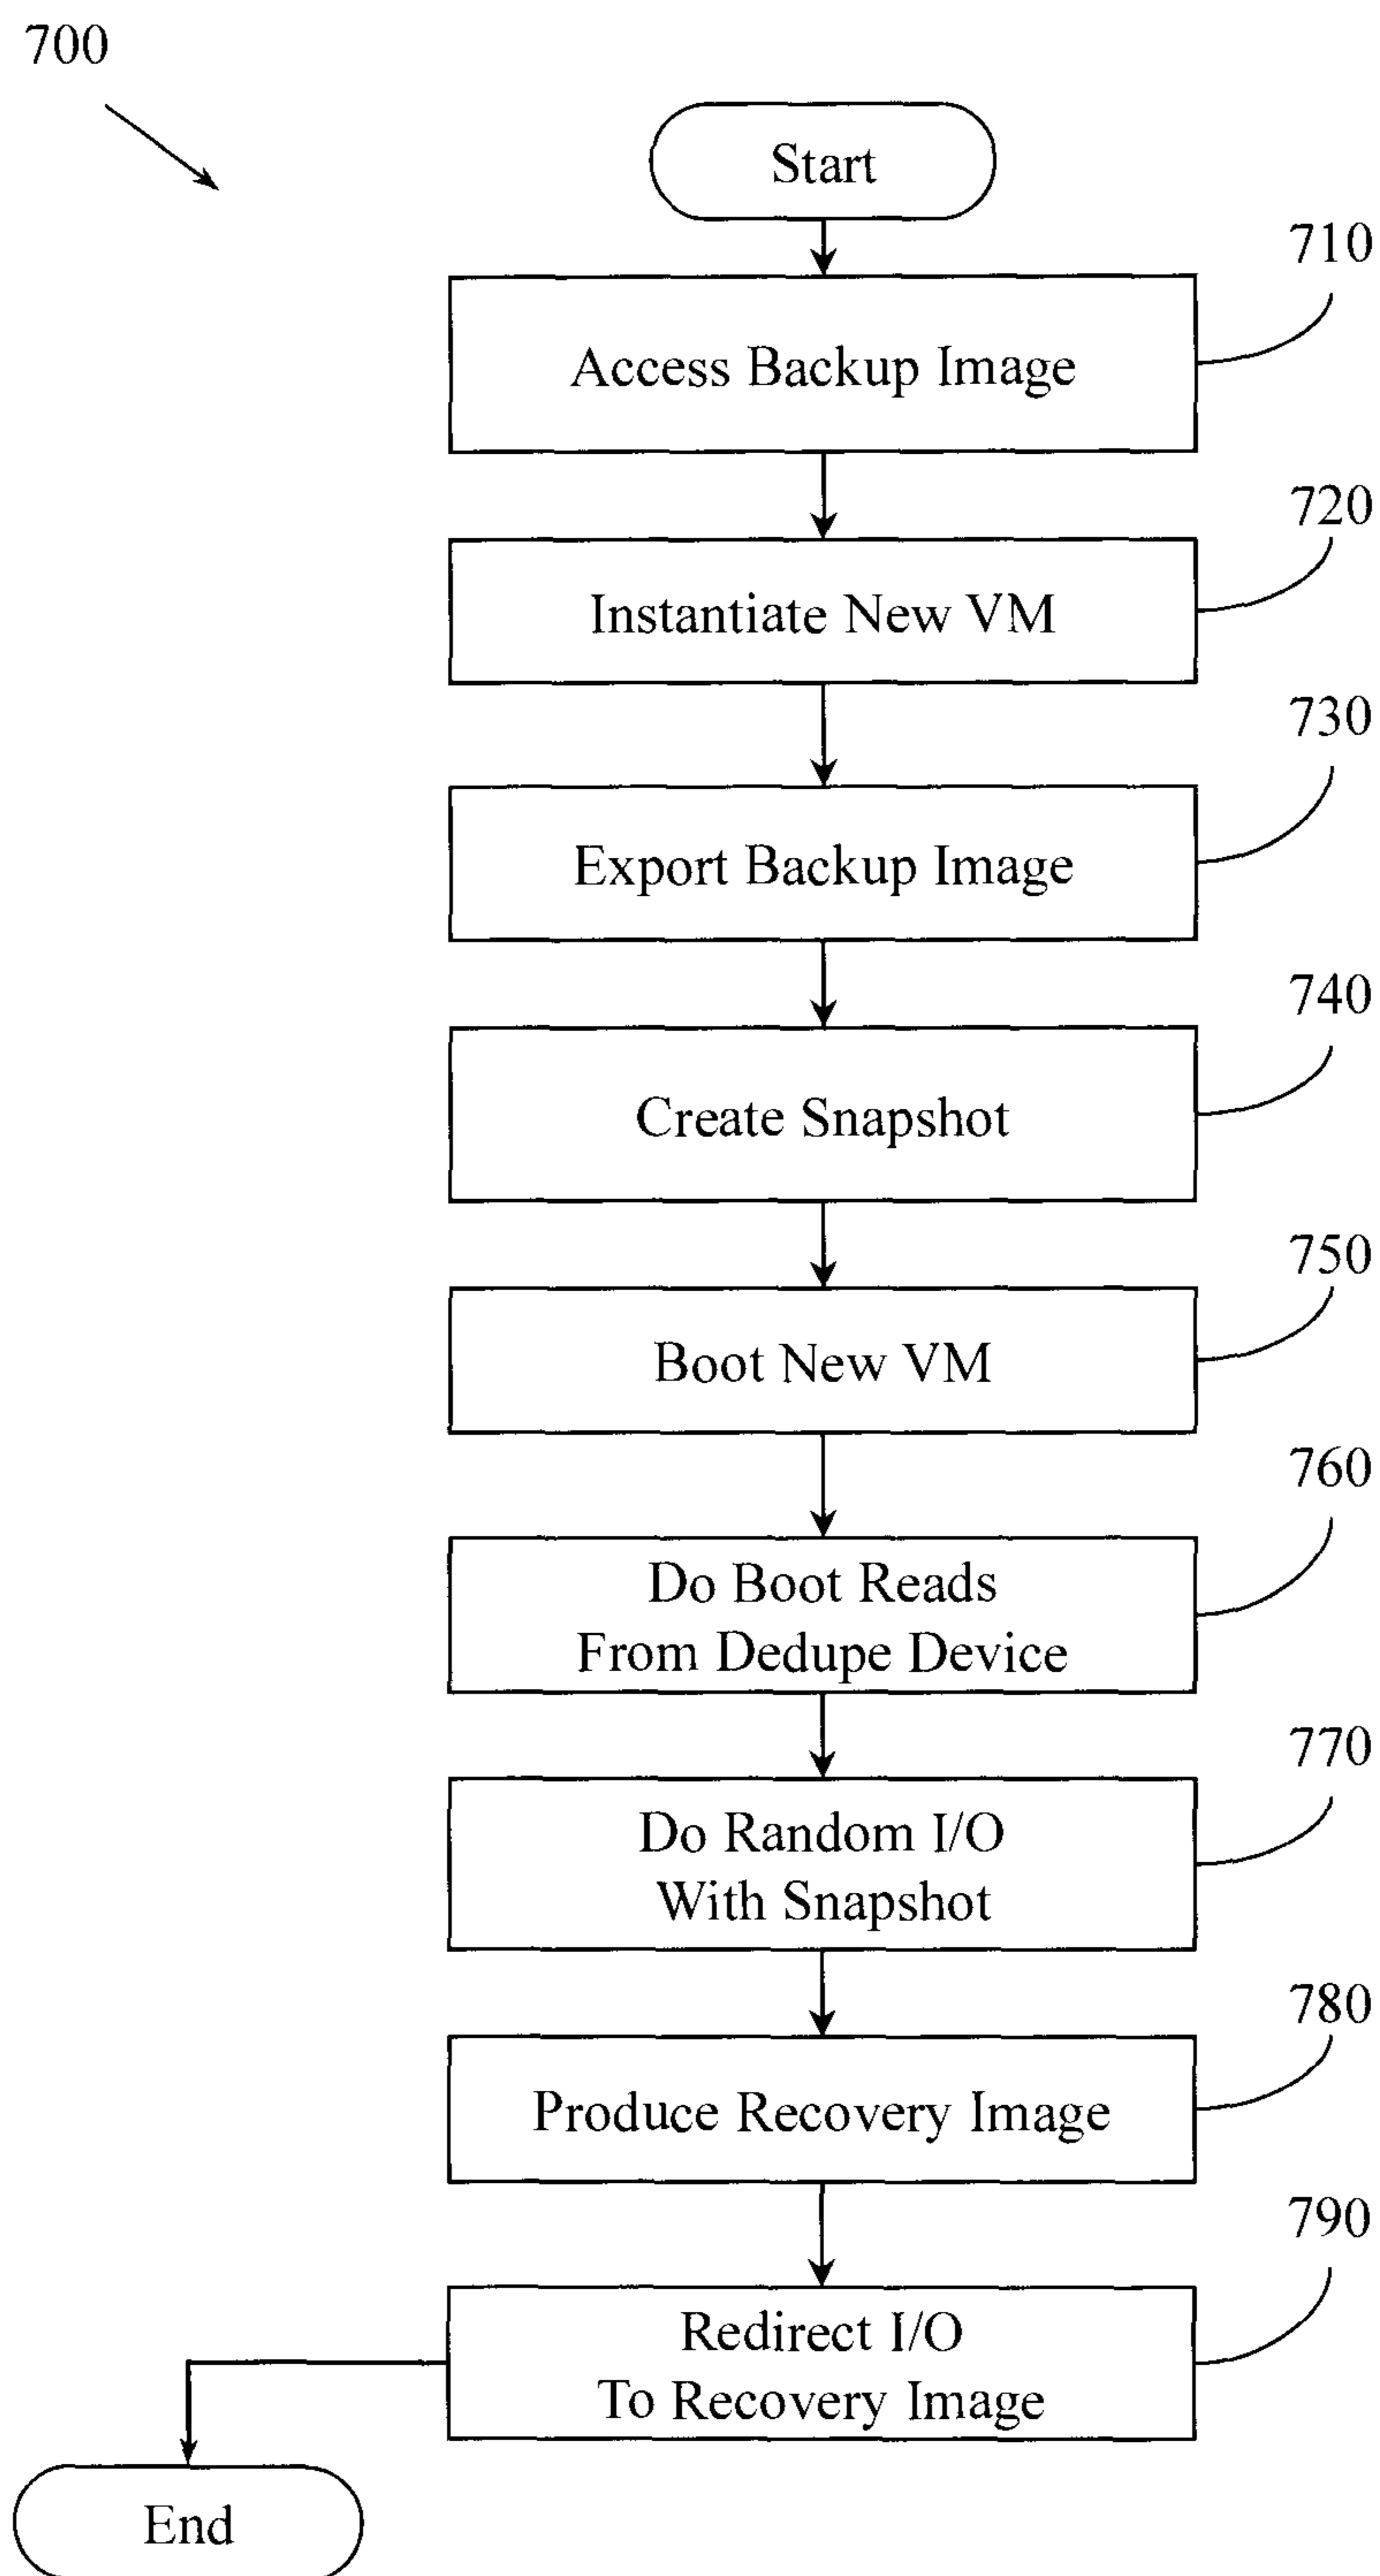 700
Start
710
Access Backup Image
720
Instantiate New VM
730
Export Backup Image
740
Create Snapshot
750
Boot New VM
760
Do Boot Reads
From Dedupe Device
770
Do Random I/O
With Snapshot
780
Produce Recovery Image
790
Redirect I/O
To Recovery Image
End